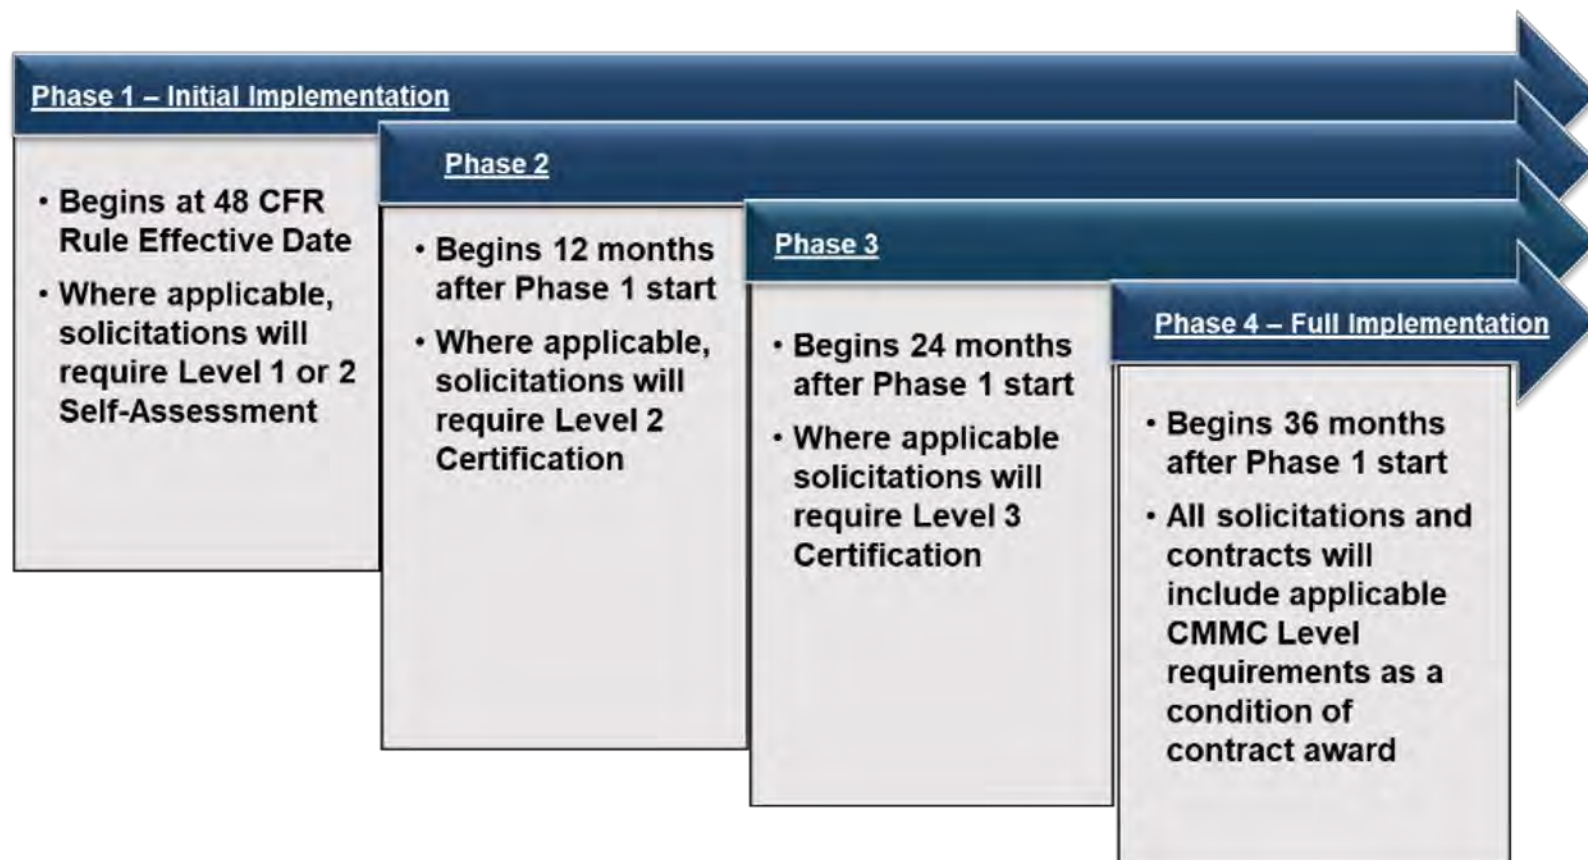 Phase 1 – Initial Implementation
• Begins at 48 CFR
Rule Effective Date
• Where applicable,
solicitations will
require Level 1 or 2
Self-Assessment
Phase 2
• Begins 12 months
after Phase 1 start
• Where applicable,
solicitations will
require Level 2
Certification
Phase 3
• Begins 24 months
after Phase 1 start
• Where applicable
solicitations will
require Level 3
Certification
Phase 4 – Full Implementation
• Begins 36 months
after Phase 1 start
• All solicitations and
contracts will
include applicable
CMMC Level
requirements as a
condition of
contract award